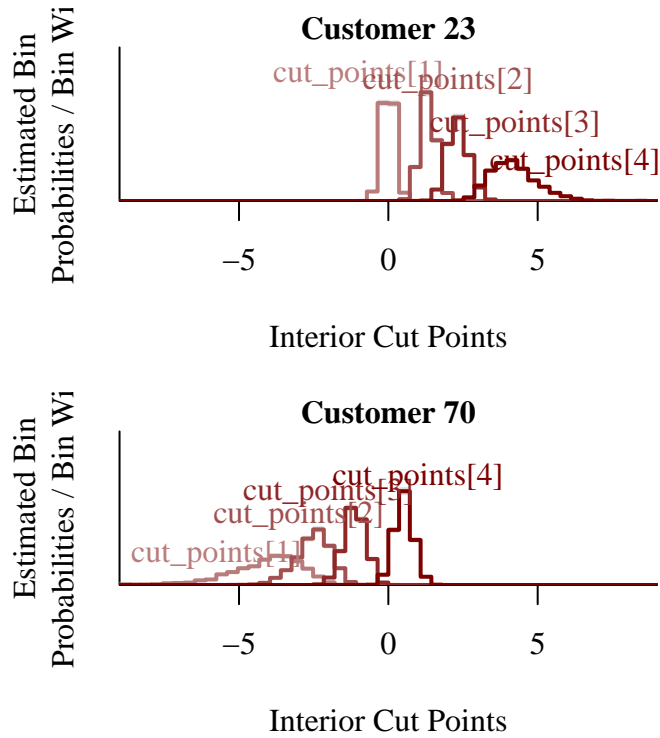 Customer 23
Estimated Bin
Probabilities / Bin Wi
cut_points[1]
cut_points[2]
cut_points[3]
cut_points[4]
−5 0 5
Interior Cut Points
Customer 70
Estimated Bin
Probabilities / Bin Wi
cut_points[4]
cut_points[3]
cut_points[2]
cut_points[1]
−5 0 5
Interior Cut Points